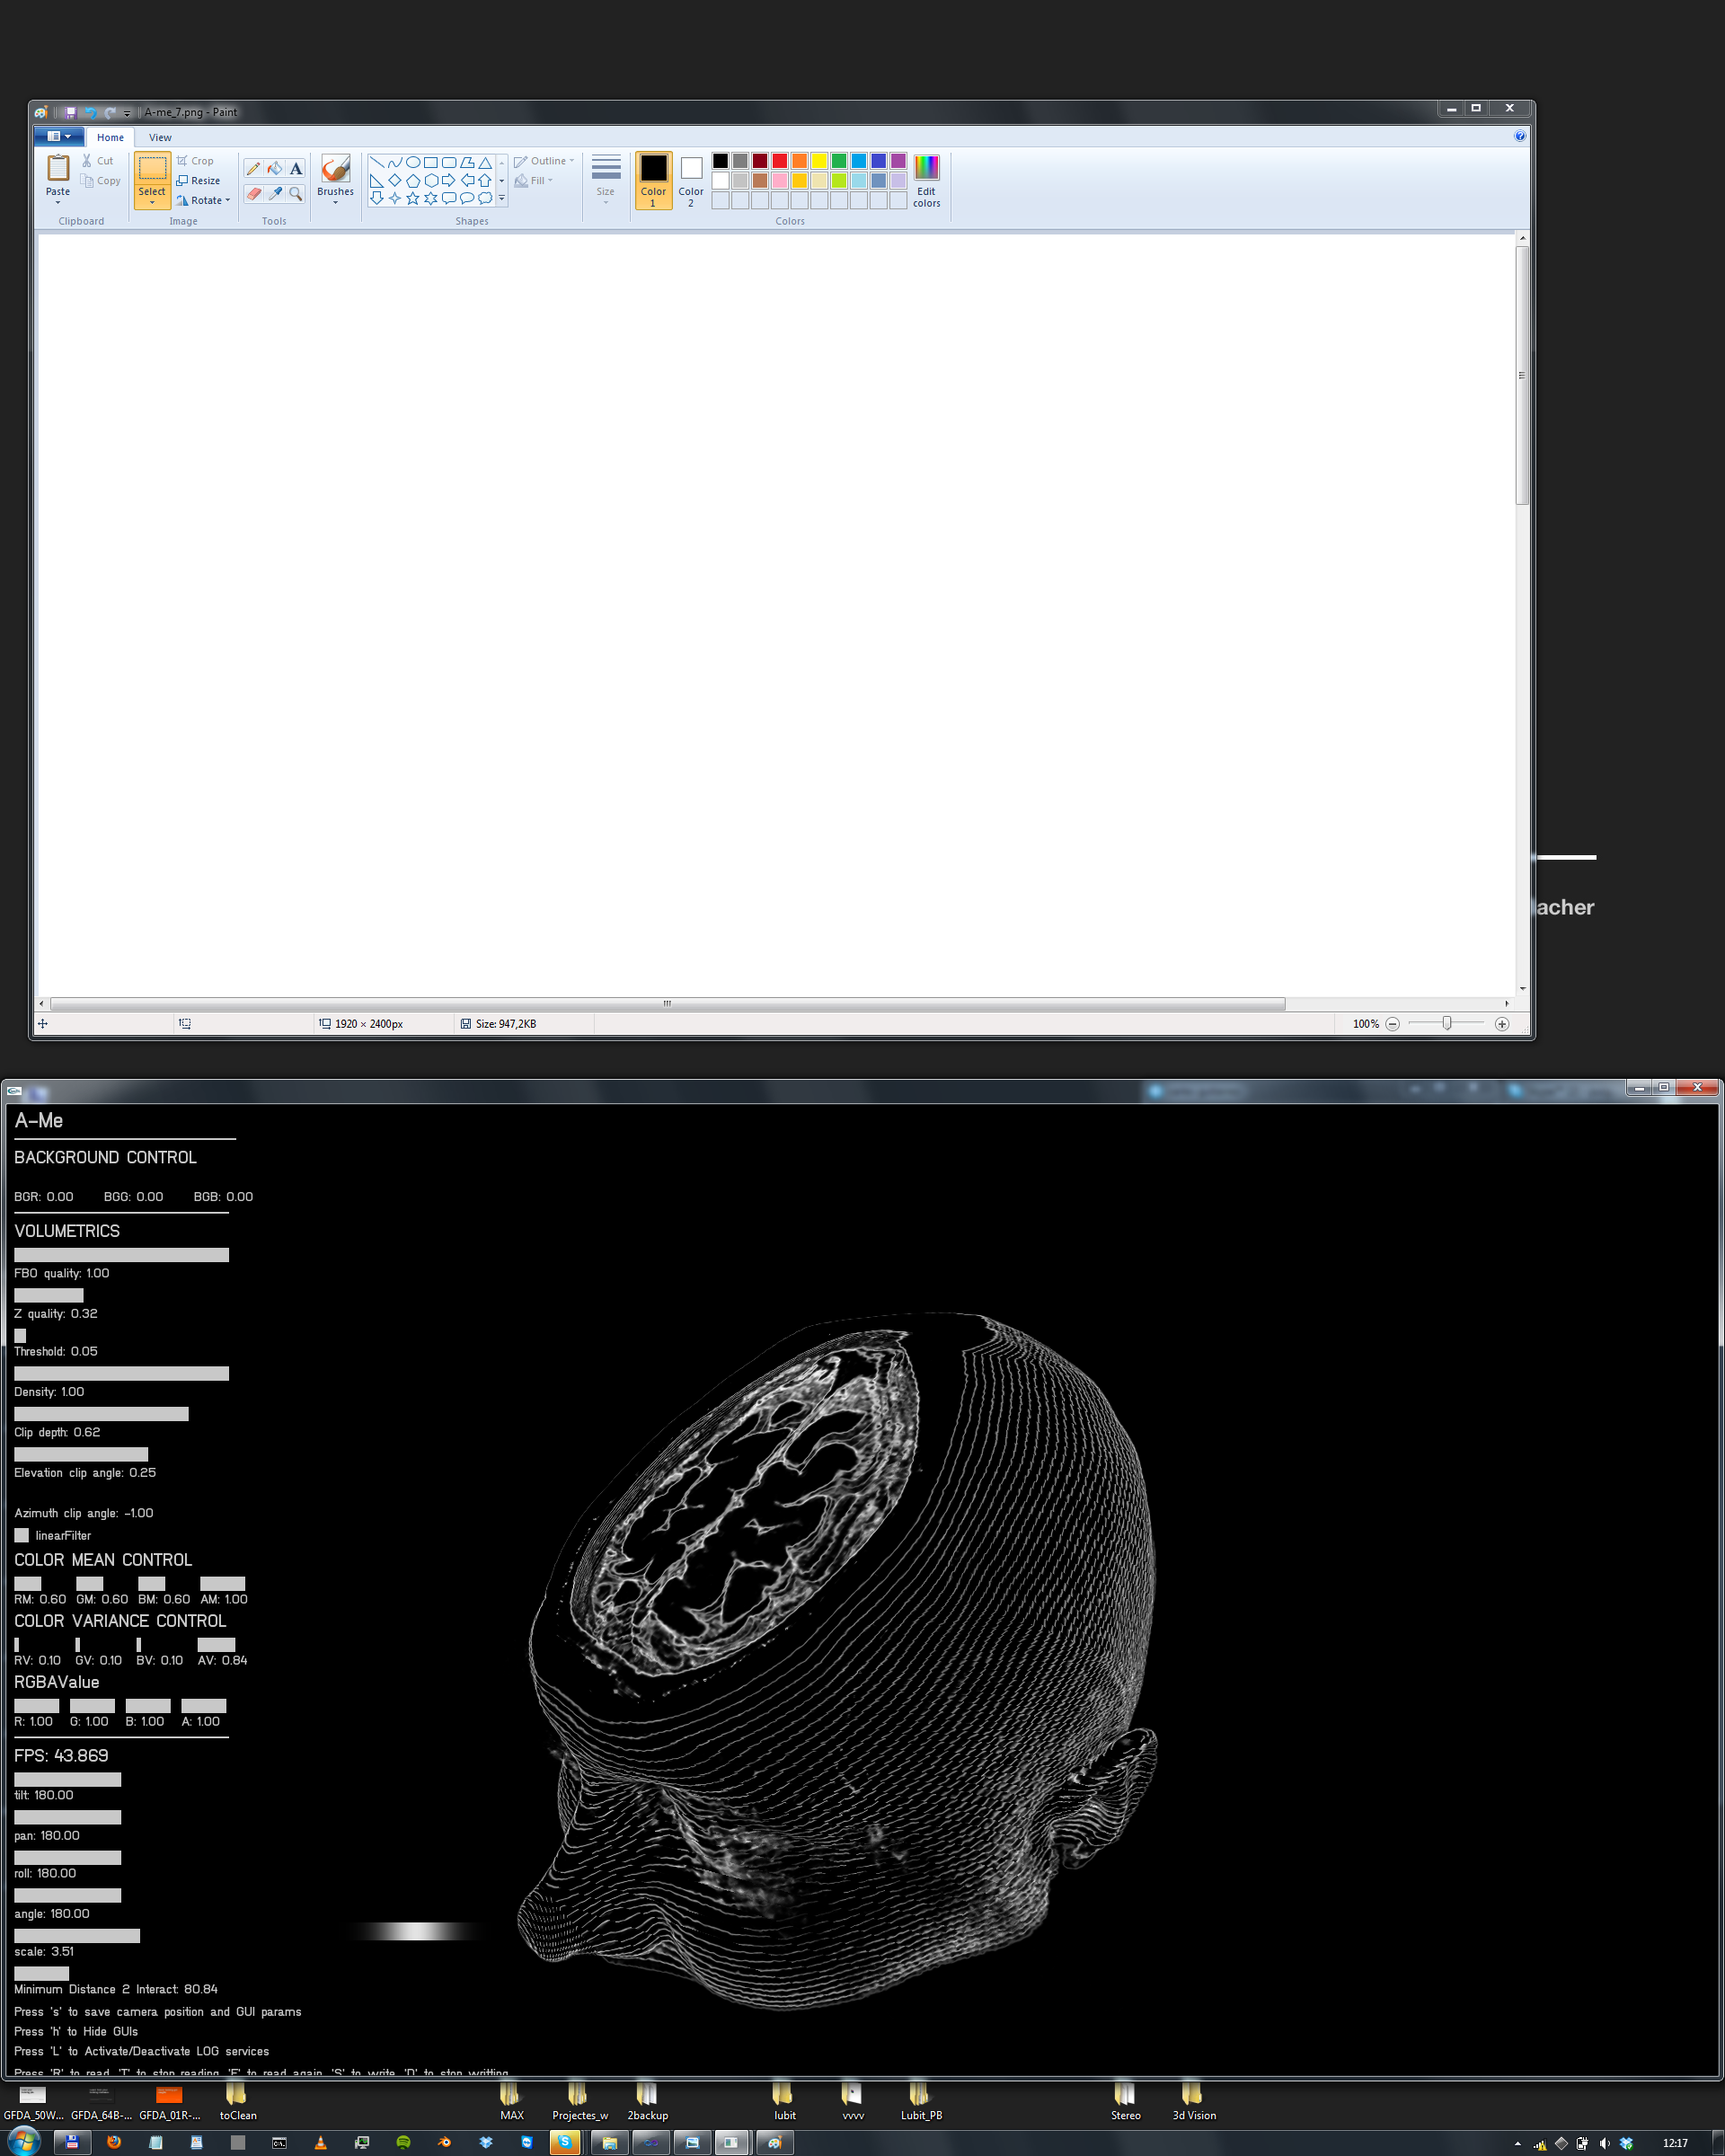 A-me_7.png - Paint
Home View
Paste Cut Copy
Clipboard
Select Crop Resize Rotate
Image
Tools
Brushes
Outline Fill
Shapes
Size
Color 1
Color 2
Edit colors
Colors
acher
1920 × 2400px
Size: 947,2KB
100%
A-Me
BACKGROUND CONTROL
BGR: 0.00 BGG: 0.00 BGB: 0.00
VOLUMETRICS
FBO quality: 1.00
Z quality: 0.32
Threshold: 0.05
Density: 1.00
Clip depth: 0.62
Elevation clip angle: 0.25
Azimuth clip angle: -1.00
linearFilter
COLOR MEAN CONTROL
RM: 0.60 GM: 0.60 BM: 0.60 AM: 1.00
COLOR VARIANCE CONTROL
RV: 0.10 GV: 0.10 BV: 0.10 AV: 0.84
RGBAValue
R: 1.00 G: 1.00 B: 1.00 A: 1.00
FPS: 43.869
tilt: 180.00
pan: 180.00
roll: 180.00
angle: 180.00
scale: 3.51
Minimum Distance 2 Interact: 80.84
Press 's' to save camera position and GUI params
Press 'h' to Hide GUIs
Press 'L' to Activate/Deactivate LOG services
Press 'R' to read, 'T' to stop reading, 'E' to read again, 'S' to write, 'D' to stop writting
GFDA_50W... GFDA_64B-... GFDA_01R-... toClean MAX Projectes_w 2backup lubit vvvv Lubit_PB Stereo 3d Vision
12:17